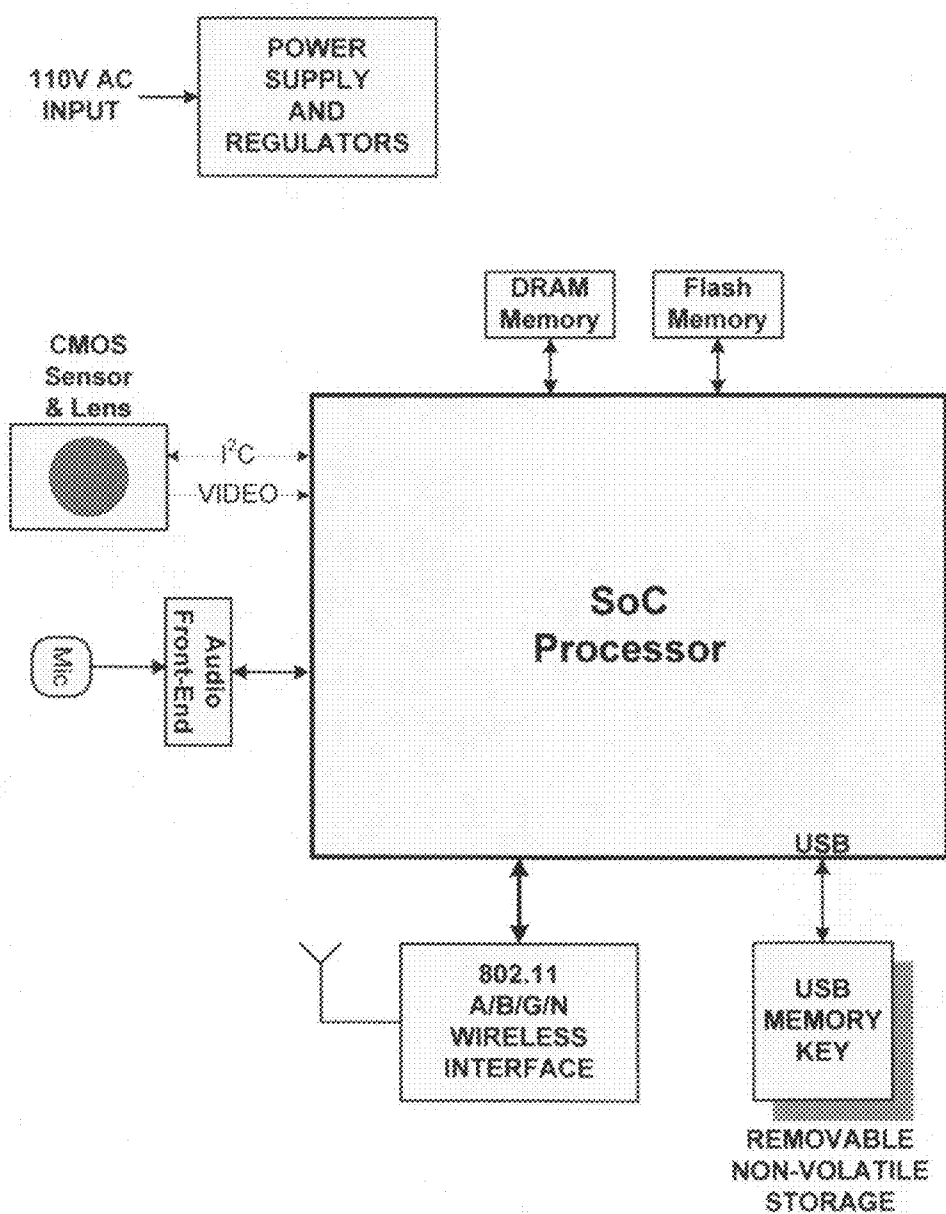 POWER
SUPPLY
AND
REGULATORS
110V AC
INPUT
DRAM
Memory
Flash
Memory
CMOS
Sensor
& Lens
I²C
VIDEO
SoC
Processor
Mic
Audio
Front-End
USB
802.11
A/B/G/N
WIRELESS
INTERFACE
USB
MEMORY
KEY
REMOVABLE
NON-VOLATILE
STORAGE